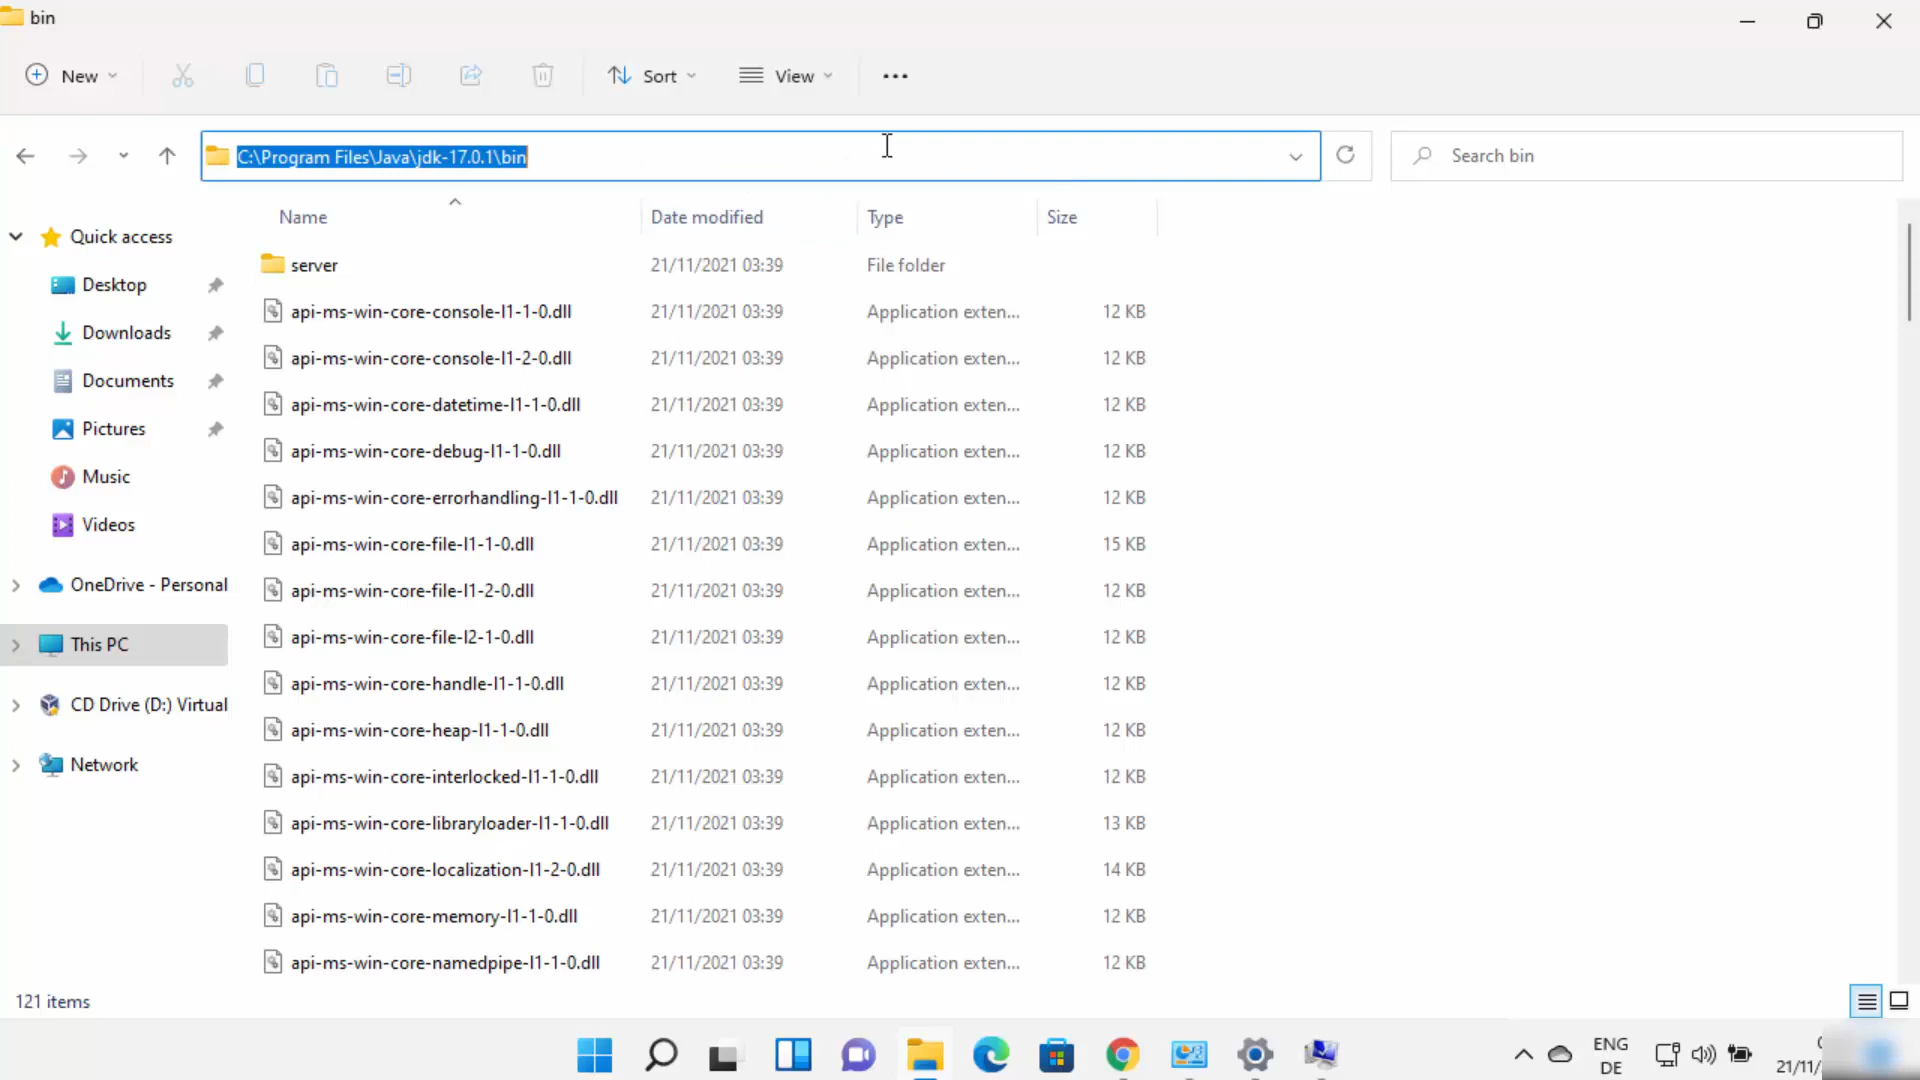 bin
New
Sort
View
C:\Program Files\Java\jdk-17.0.1\bin
Search bin
Name Date modified Type Size
Quick access
Desktop
Downloads
Documents
Pictures
Music
Videos
OneDrive - Personal
This PC
CD Drive (D:) Virtual
Network
server 21/11/2021 03:39 File folder
api-ms-win-core-console-l1-1-0.dll 21/11/2021 03:39 Application exten... 12 KB
api-ms-win-core-console-l1-2-0.dll 21/11/2021 03:39 Application exten... 12 KB
api-ms-win-core-datetime-l1-1-0.dll 21/11/2021 03:39 Application exten... 12 KB
api-ms-win-core-debug-l1-1-0.dll 21/11/2021 03:39 Application exten... 12 KB
api-ms-win-core-errorhandling-l1-1-0.dll 21/11/2021 03:39 Application exten... 12 KB
api-ms-win-core-file-l1-1-0.dll 21/11/2021 03:39 Application exten... 15 KB
api-ms-win-core-file-l1-2-0.dll 21/11/2021 03:39 Application exten... 12 KB
api-ms-win-core-file-l2-1-0.dll 21/11/2021 03:39 Application exten... 12 KB
api-ms-win-core-handle-l1-1-0.dll 21/11/2021 03:39 Application exten... 12 KB
api-ms-win-core-heap-l1-1-0.dll 21/11/2021 03:39 Application exten... 12 KB
api-ms-win-core-interlocked-l1-1-0.dll 21/11/2021 03:39 Application exten... 12 KB
api-ms-win-core-libraryloader-l1-1-0.dll 21/11/2021 03:39 Application exten... 13 KB
api-ms-win-core-localization-l1-2-0.dll 21/11/2021 03:39 Application exten... 14 KB
api-ms-win-core-memory-l1-1-0.dll 21/11/2021 03:39 Application exten... 12 KB
api-ms-win-core-namedpipe-l1-1-0.dll 21/11/2021 03:39 Application exten... 12 KB
121 items
ENG
DE
21/11/